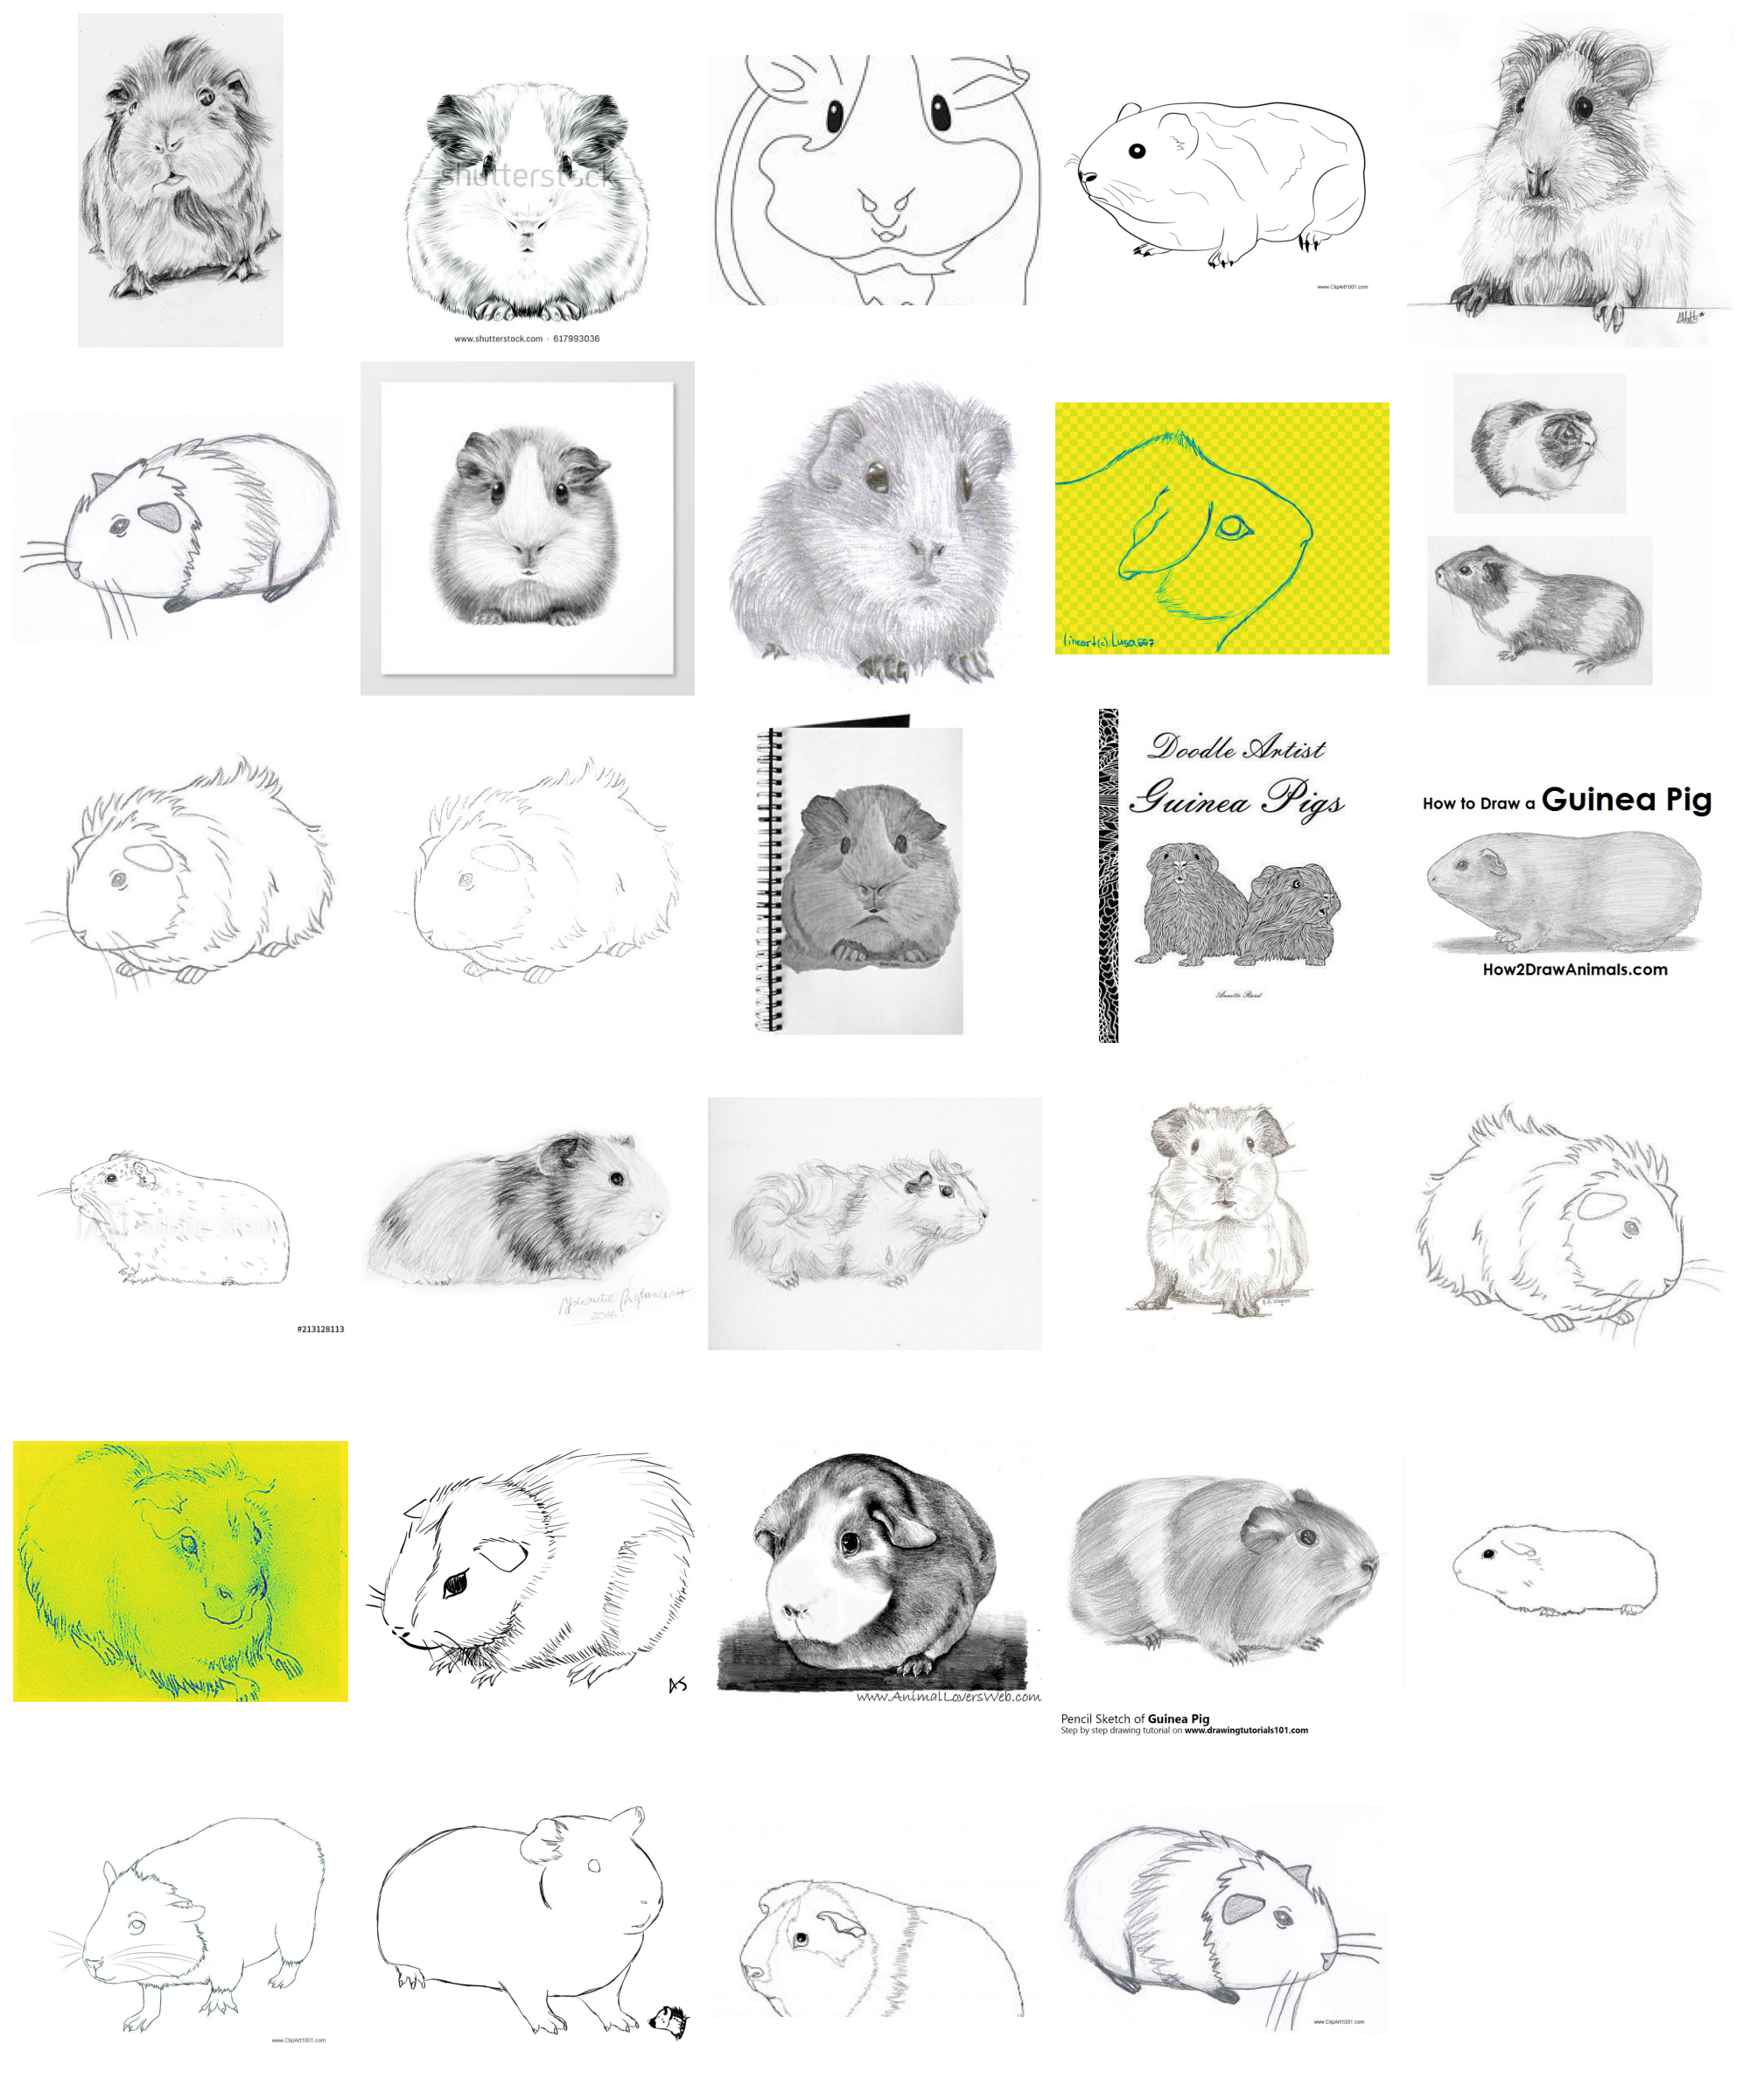 shutterstock
www.shutterstock.com · 617993036
www.ClipArt1001.com
lineart(c) Lusa007
Doodle Artist
Guinea Pigs
How to Draw a Guinea Pig
How2DrawAnimals.com
#213128113
2016
AS
www.AnimalLoversWeb.com
Pencil Sketch of Guinea Pig
Step by step drawing tutorial on www.drawingtutorials101.com
www.ClipArt1001.com
www.ClipArt1001.com